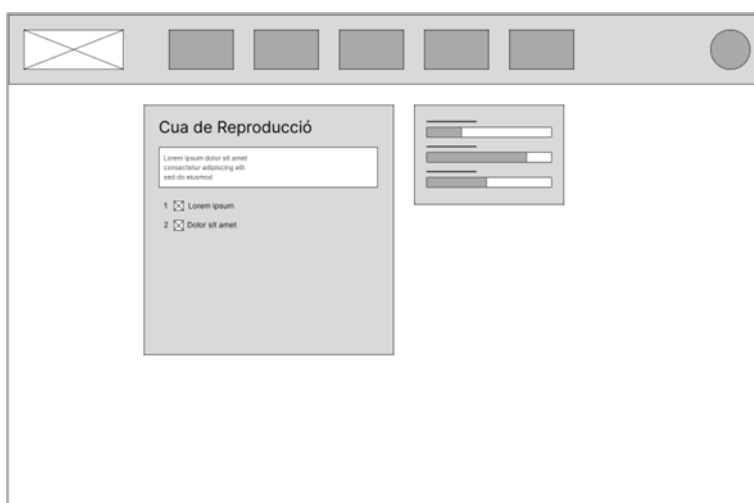 Cua de Reproducció
Lorem ipsum dolor sit amet
consectetur adipiscing elit
sed do eiusmod
1 Lorem ipsum
2 Dolor sit amet